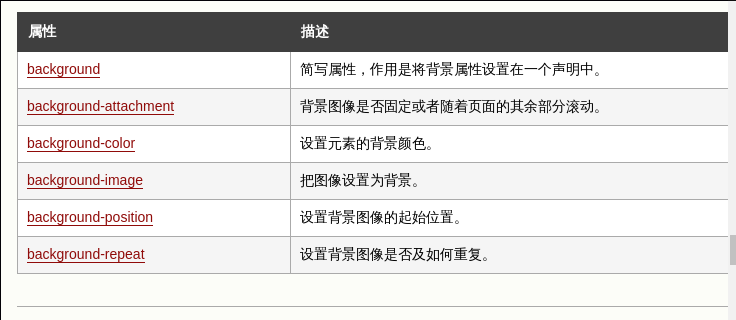 属性 描述
background 简写属性，作用是将背景属性设置在一个声明中。
background-attachment 背景图像是否固定或者随着页面的其余部分滚动。
background-color 设置元素的背景颜色。
background-image 把图像设置为背景。
background-position 设置背景图像的起始位置。
background-repeat 设置背景图像是否及如何重复。